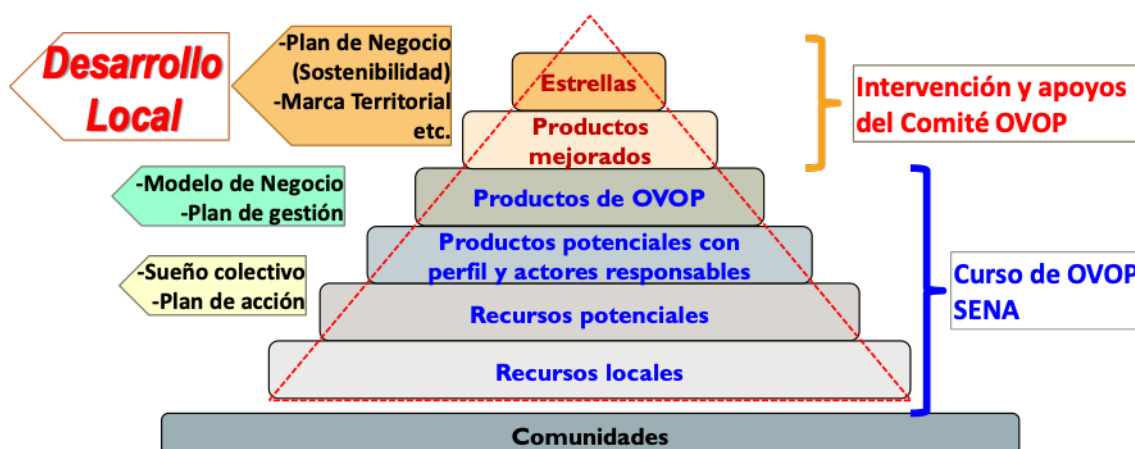 Desarrollo
Local
-Plan de Negocio
(Sostenibilidad)
-Marca Territorial
etc.
Estrellas
Productos
mejorados
Intervención y apoyos
del Comité OVOP
-Modelo de Negocio
-Plan de gestión
Productos de OVOP
Productos potenciales con
perfil y actores responsables
-Sueño colectivo
-Plan de acción
Recursos potenciales
Recursos locales
Curso de OVOP
SENA
Comunidades